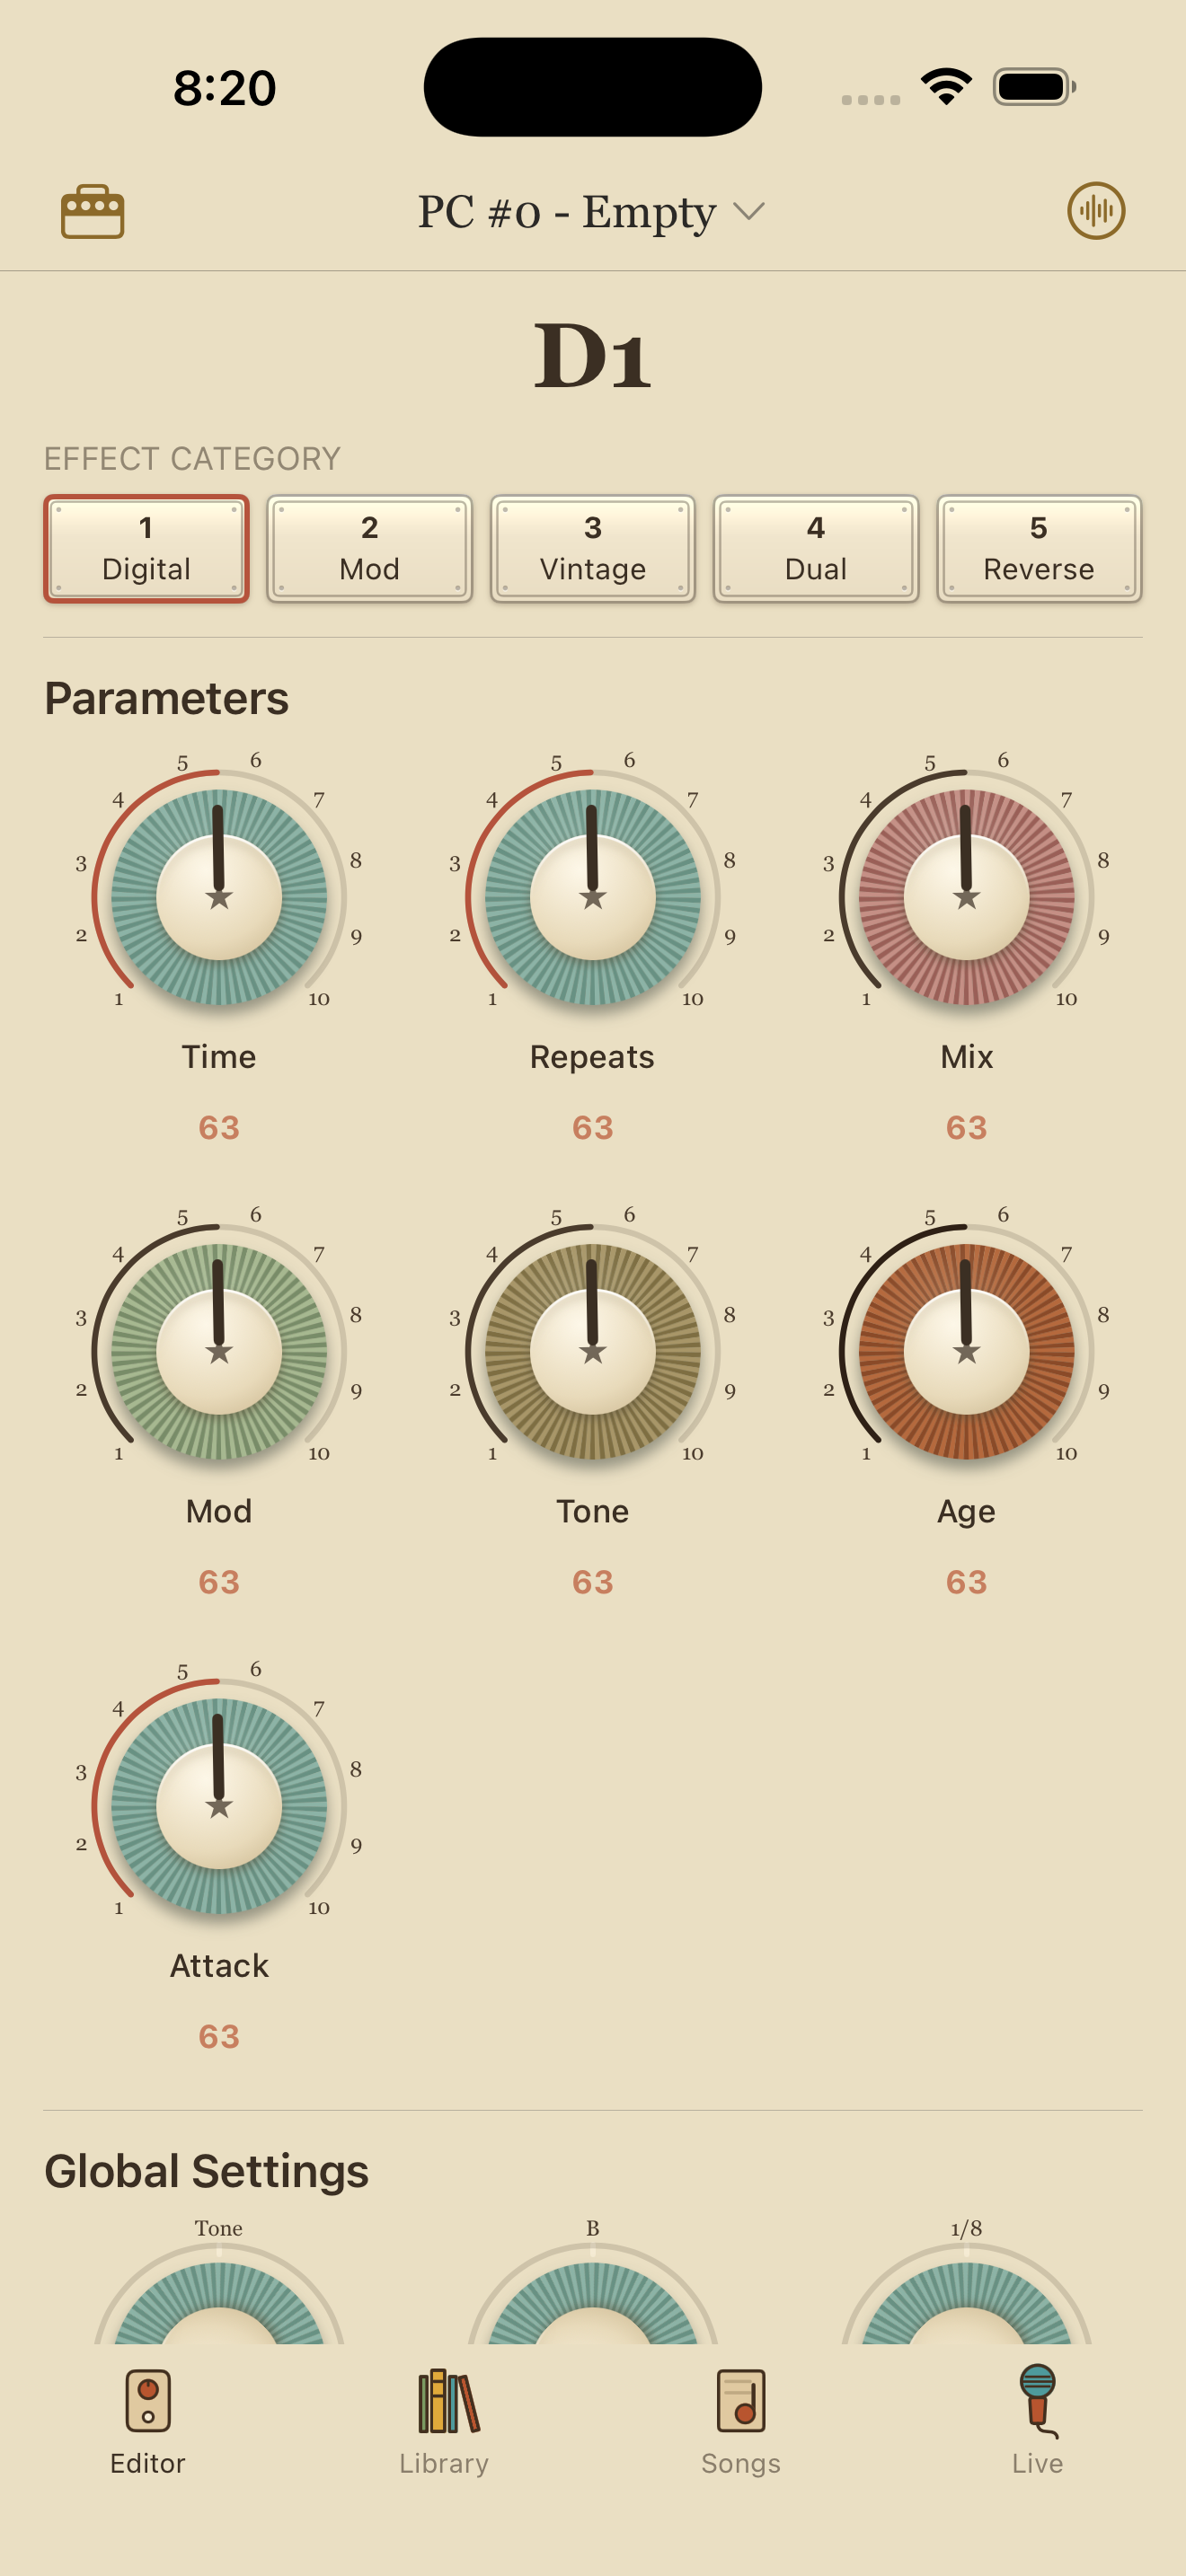 8:20
PC #0 - Empty
D1
EFFECT CATEGORY
1 2 3 4 5
Digital Mod Vintage Dual Reverse
Parameters
5 6 5 6 5 6
4 7 4 7 4 7
3 8 3 8 3 8
2 9 2 9 2 9
1 10 1 10 1 10
Time Repeats Mix
63 63 63
5 6 5 6 5 6
4 7 4 7 4 7
3 8 3 8 3 8
2 9 2 9 2 9
1 10 1 10 1 10
Mod Tone Age
63 63 63
5 6
4 7
3 8
2 9
1 10
Attack
63
Global Settings
Tone B 1/8
Editor Library Songs Live